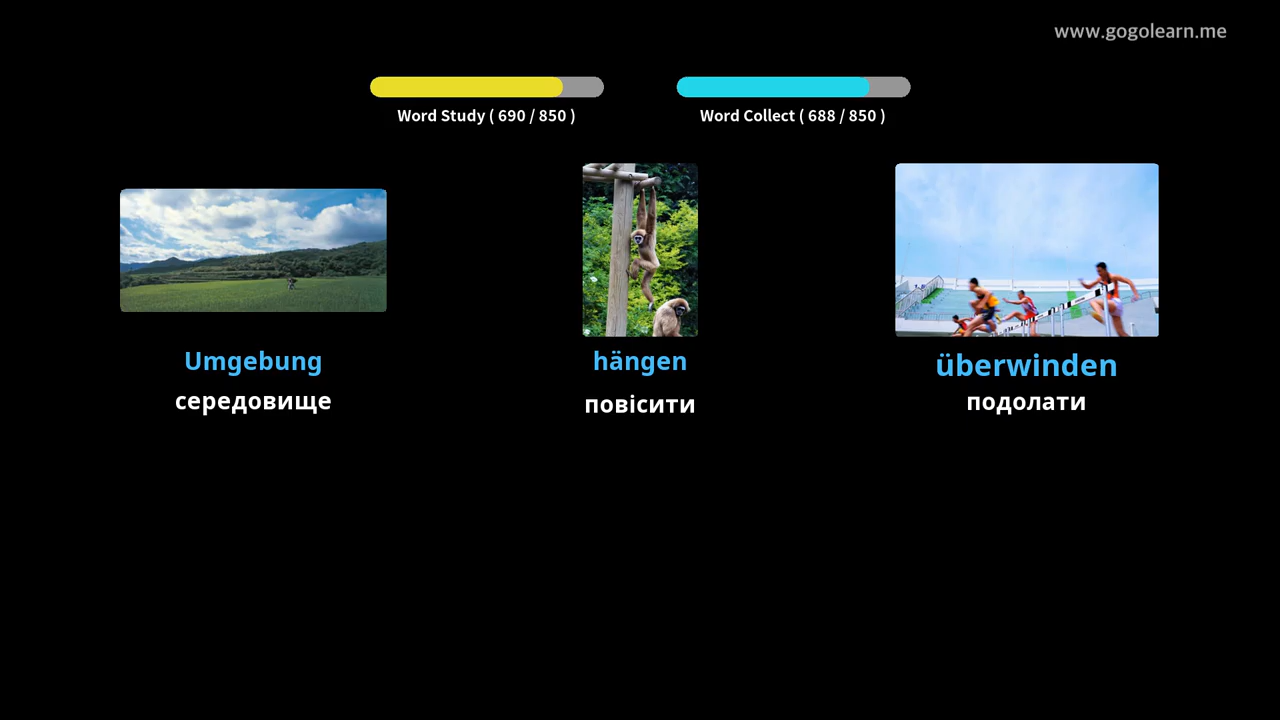 www.gogolearn.me
Word Study ( 690 / 850 )
Word Collect ( 688 / 850 )
Umgebung
середовище
hängen
повісити
überwinden
подолати